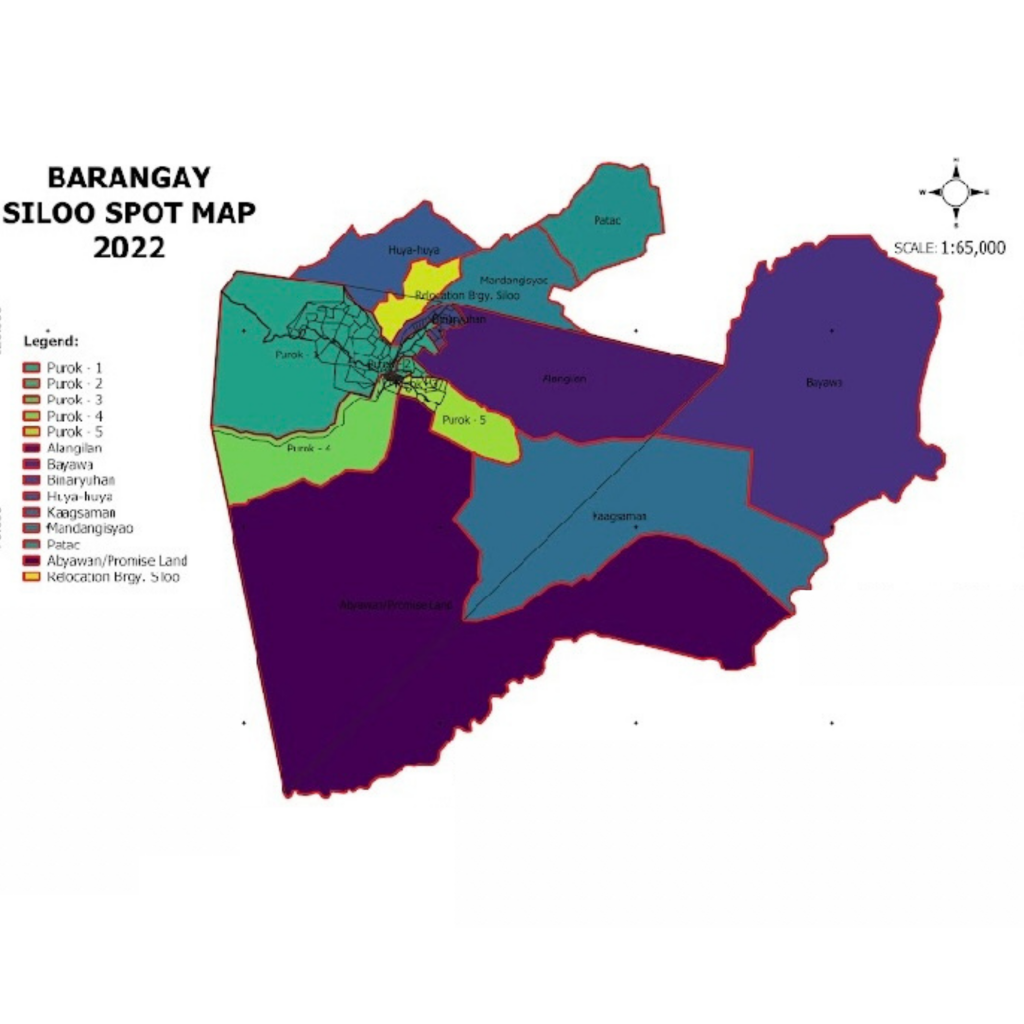 BARANGAY
SILOO SPOT MAP
2022
N
W
E
S
SCALE: 1:65,000
Legend:
Purok - 1
Purok - 2
Purok - 3
Purok - 4
Purok - 5
Alangilan
Bayawa
Binaryuhan
Huya-huya
Kaagsaman
Mandangisyao
Patac
Abyawan/Promise Land
Relocation Brgy. Siloo
Patac
Huya-huya
Mandangisyao
Relocation Brgy. Siloo
Binaryuhan
Purok -
Alangilan
Bayawa
Purok - 5
Purok - 4
Kaagsaman
Abyawan/Promise Land